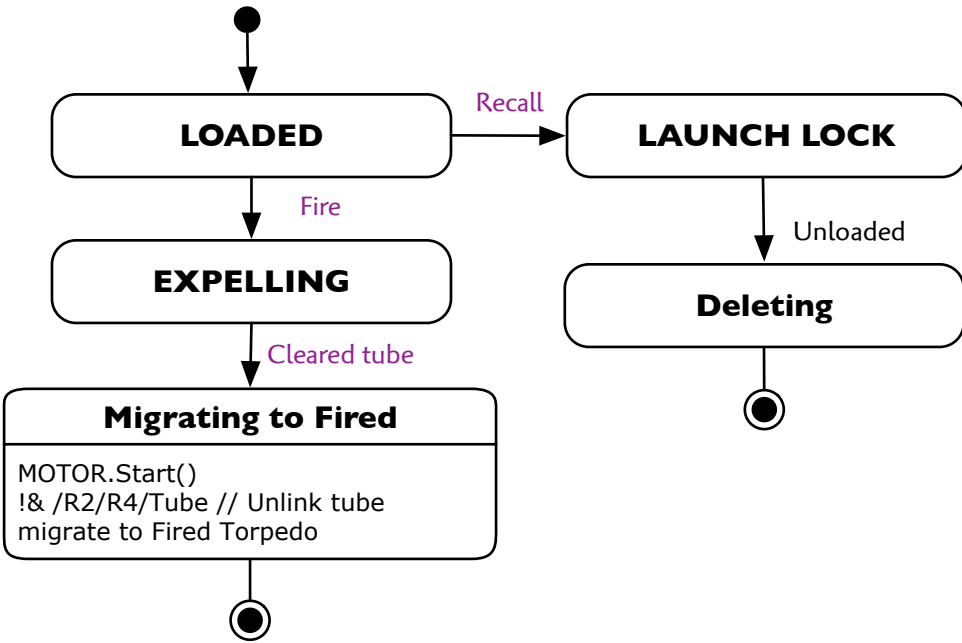 Recall
LOADED
LAUNCH LOCK
Fire
Unloaded
EXPELLING
Deleting
Cleared tube
Migrating to Fired
MOTOR.Start()
!& /R2/R4/Tube // Unlink tube
migrate to Fired Torpedo